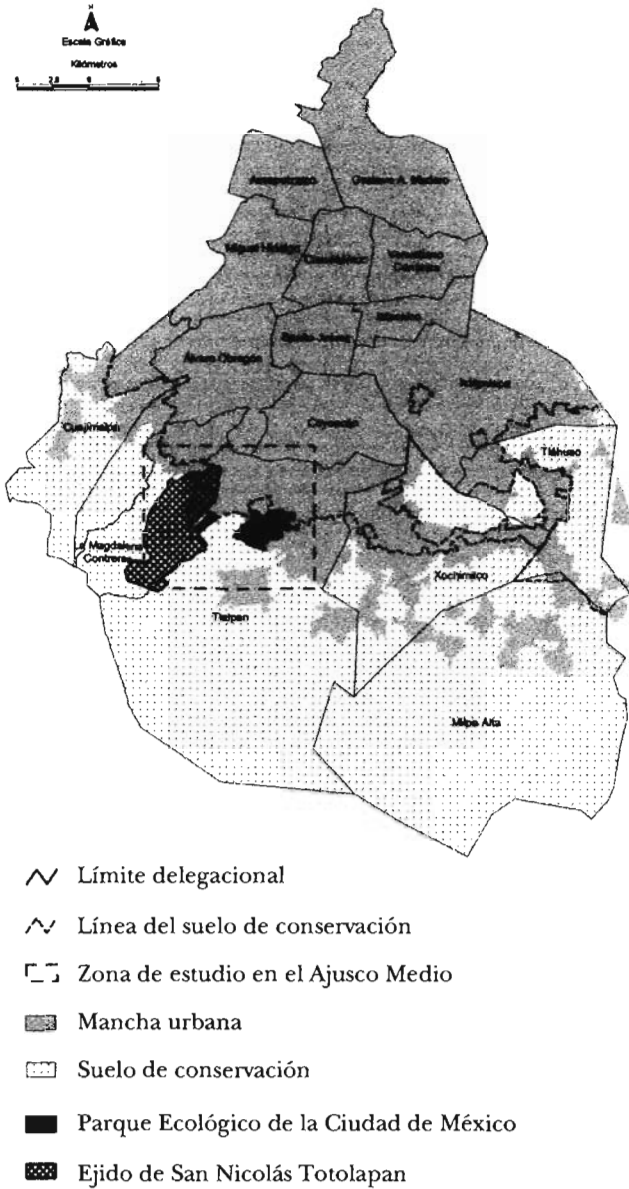 N
Escala Gráfica
Kilómetros
Azcapotzalco
Gustavo A. Madero
Miguel Hidalgo
Cuauhtémoc
Venustiano
Carranza
Iztacalco
Benito Juárez
Álvaro Obregón
Iztapalapa
Coyoacán
Cuajimalpa
Tláhuac
La Magdalena
Contreras
Xochimilco
Tlalpan
Milpa Alta
Límite delegacional
Línea del suelo de conservación
Zona de estudio en el Ajusco Medio
Mancha urbana
Suelo de conservación
Parque Ecológico de la Ciudad de México
Ejido de San Nicolás Totolapan